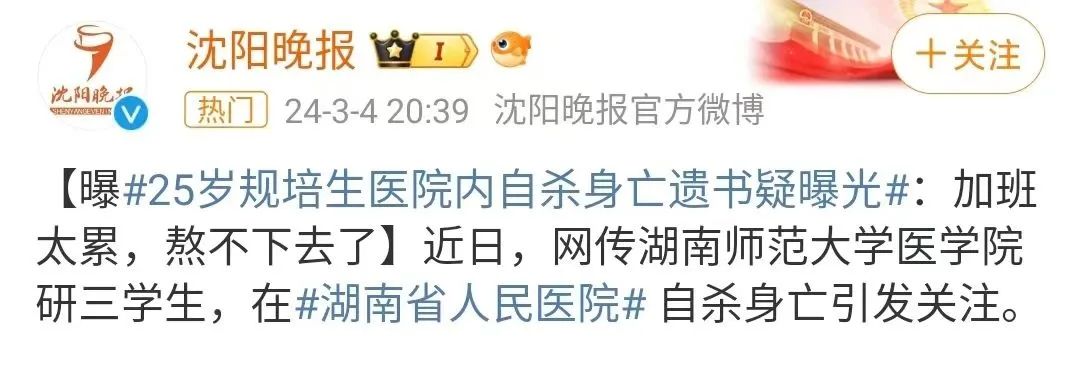 沈阳晚报 I
+关注
沈阳晚报
热门 24-3-4 20:39 沈阳晚报官方微博
【曝#25岁规培生医院内自杀身亡遗书疑曝光#：加班
太累，熬不下去了】近日，网传湖南师范大学医学院
研三学生，在#湖南省人民医院# 自杀身亡引发关注。